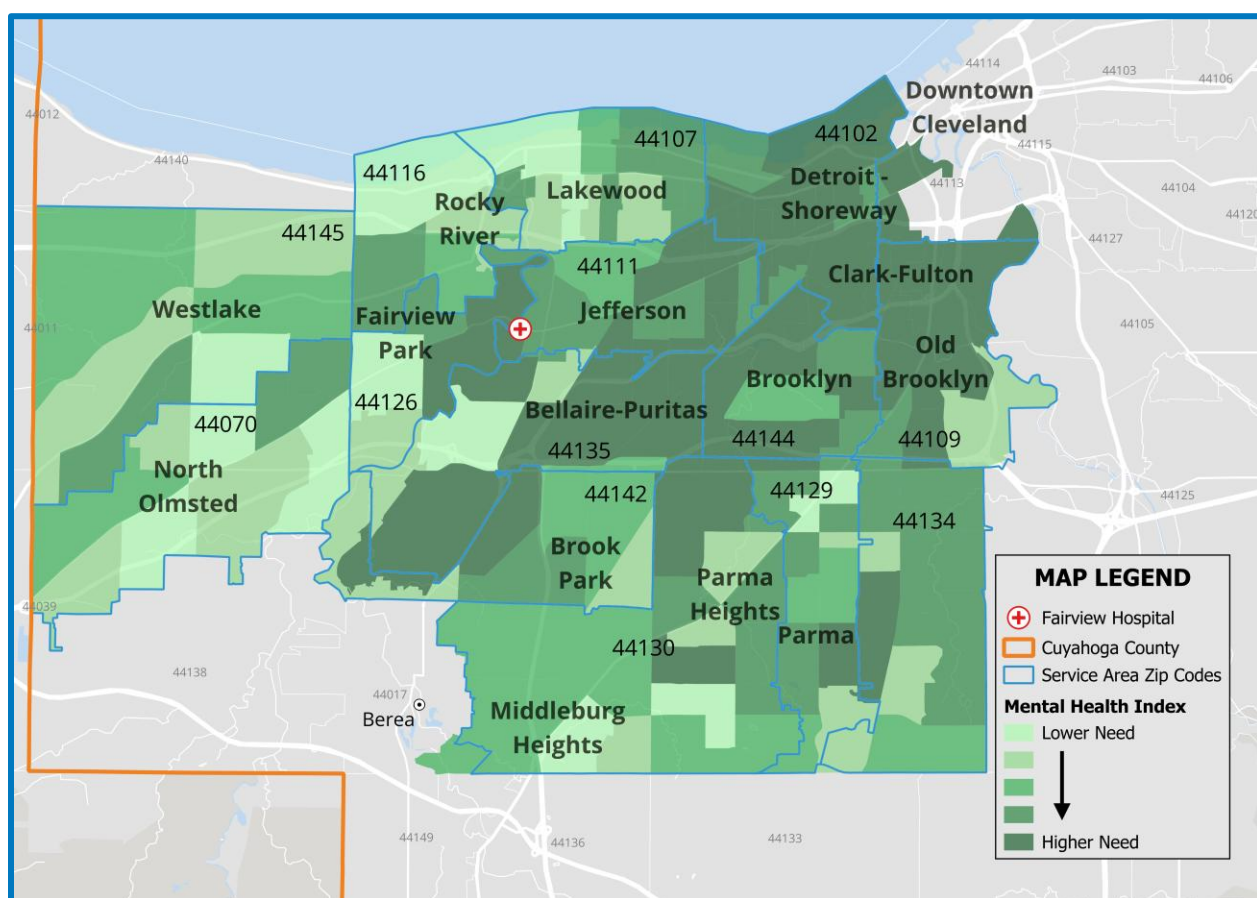 44114
44103
44106
Downtown
Cleveland
44012
44107
44102
44115
44140
44116
44113
44104
Rocky
River
Lakewood
Detroit -
Shoreway
44120
44145
44127
44111
Clark-Fulton
Westlake
Fairview
Park
Jefferson
44011
44105
Old
Brooklyn
Brooklyn
44126
Bellaire-Puritas
44070
44135
44144
44109
North
Olmsted
44142
44129
44125
44134
Brook
Park
Parma
Heights
44039
Parma
44130
44138
44017
Berea
Middleburg
Heights
44149
44136
44133
MAP LEGEND
Fairview Hospital
Cuyahoga County
Service Area Zip Codes
Mental Health Index
Lower Need
Higher Need